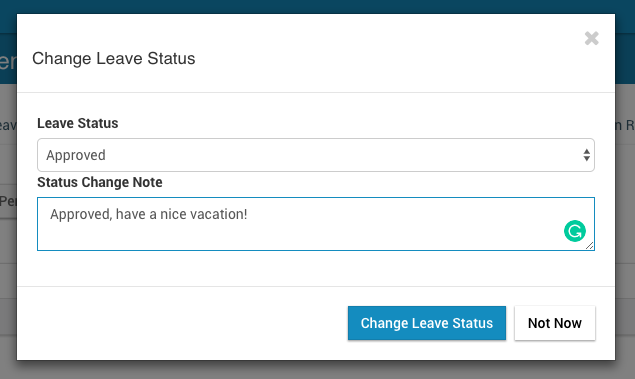 Change Leave Status
Leave Status
Approved
Status Change Note
Approved, have a nice vacation!
Change Leave Status
Not Now